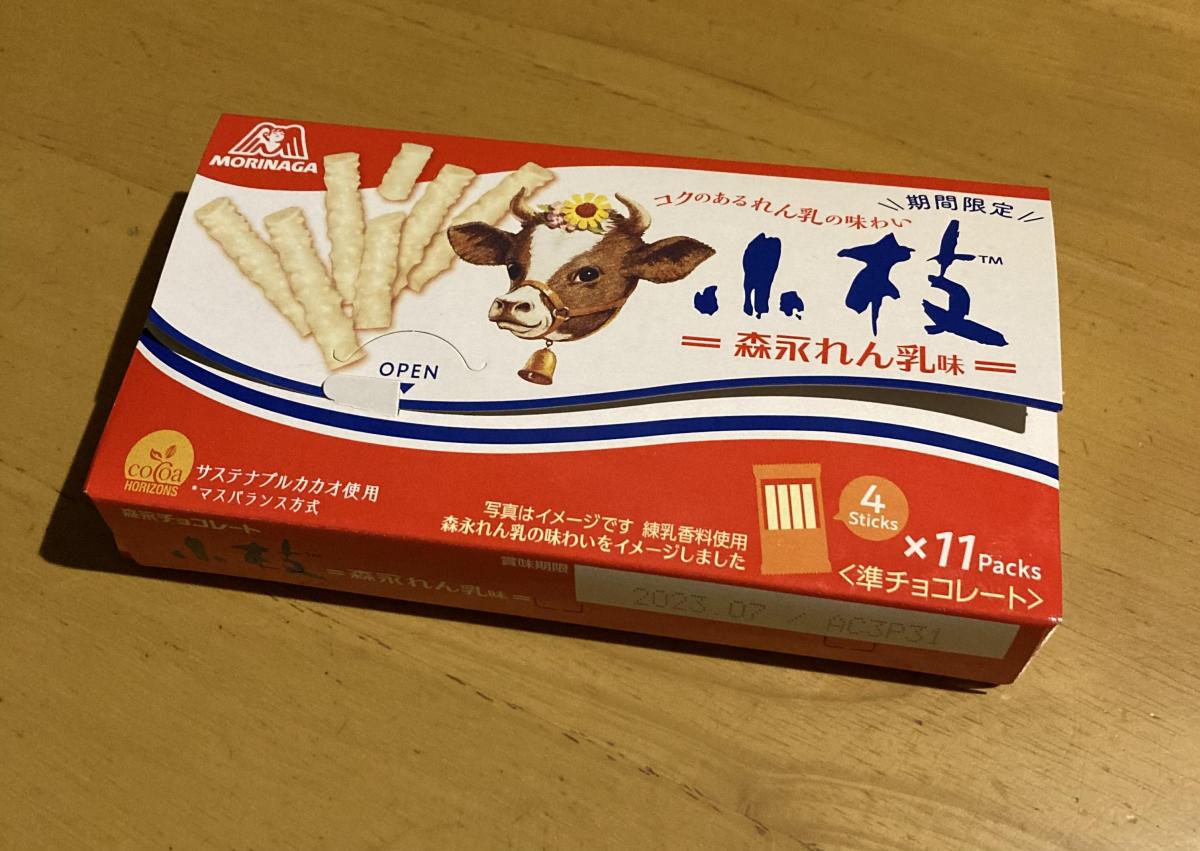 MORINAGA
コクのあるれん乳の味わい
期間限定
小枝™
森永れん乳味
OPEN
cocoa
HORIZONS
サステナブルカカオ使用
*マスバランス方式
写真はイメージです 練乳香料使用
森永れん乳の味わいをイメージしました
4
Sticks
×11Packs
<準チョコレート>
森永チョコレート
小枝™
=森永れん乳味=
賞味期限
2023.07 / AC3P31